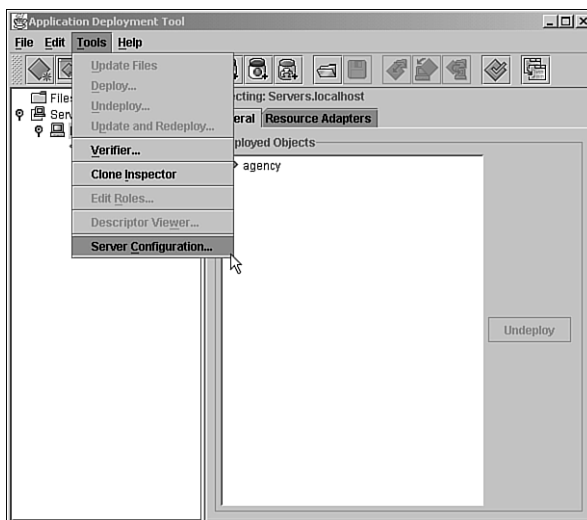 Application Deployment Tool
File Edit Tools Help
Update Files
Deploy...
Undeploy...
Update and Redeploy...
Verifier...
Clone Inspector
Edit Roles...
Descriptor Viewer...
Server Configuration...
Files
Serv
ecting: Servers.localhost
eral Resource Adapters
ployed Objects
agency
Undeploy